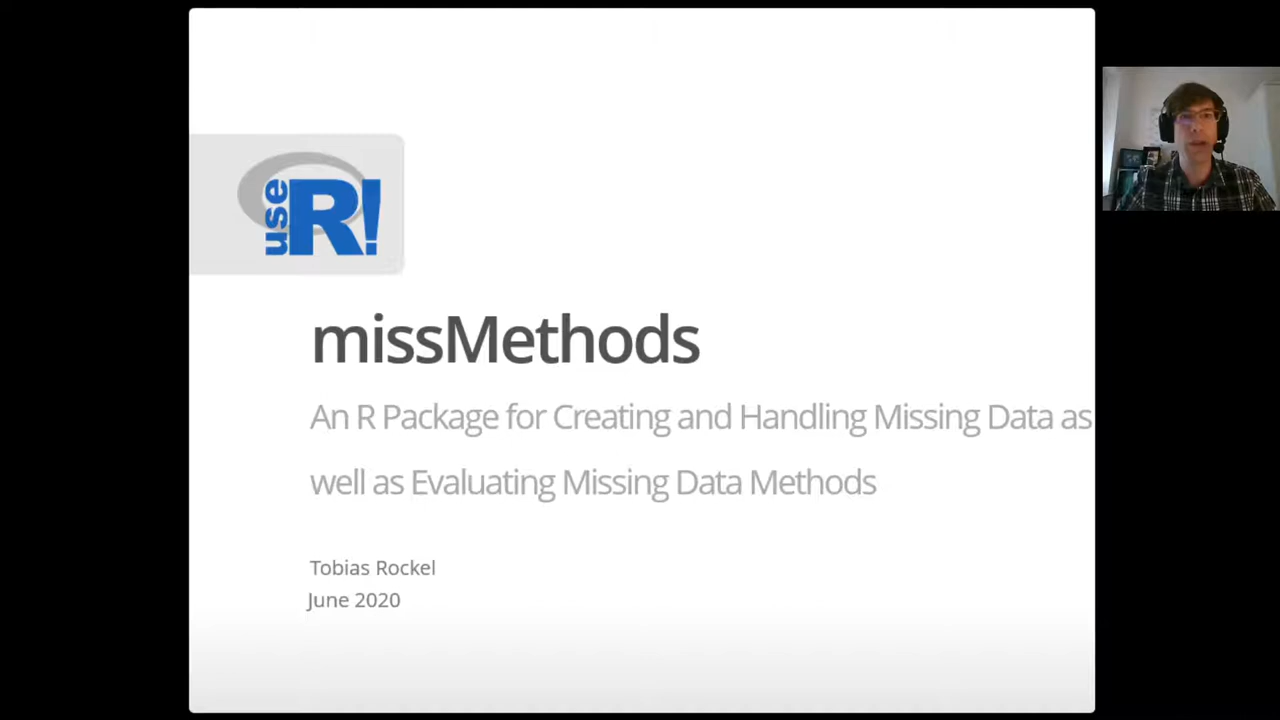 use
R!
missMethods
An R Package for Creating and Handling Missing Data as
well as Evaluating Missing Data Methods
Tobias Rockel
June 2020